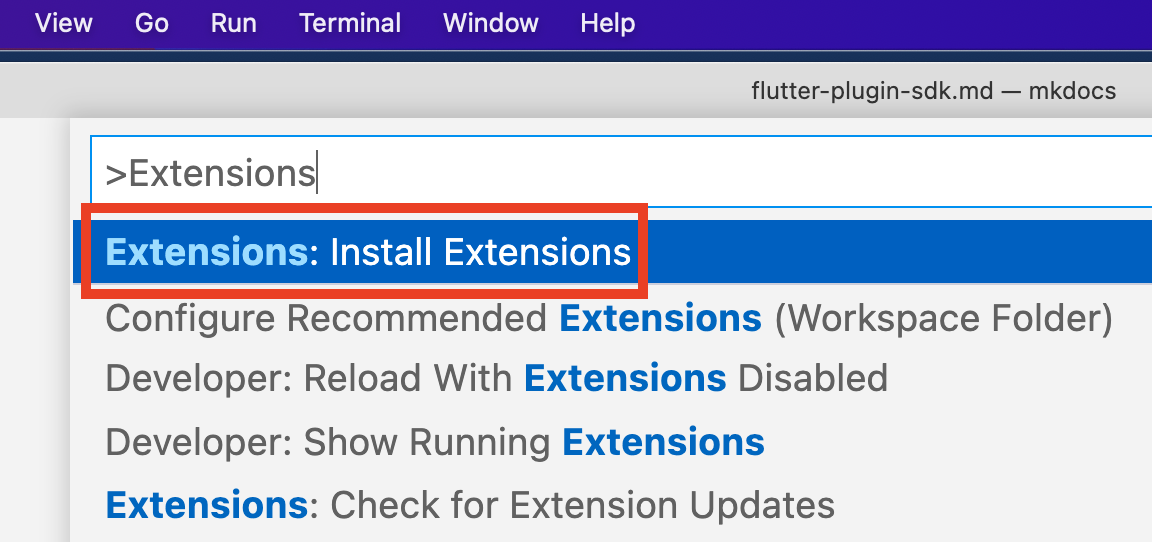 View Go Run Terminal Window Help
flutter-plugin-sdk.md — mkdocs
>Extensions
Extensions: Install Extensions
Configure Recommended Extensions (Workspace Folder)
Developer: Reload With Extensions Disabled
Developer: Show Running Extensions
Extensions: Check for Extension Updates